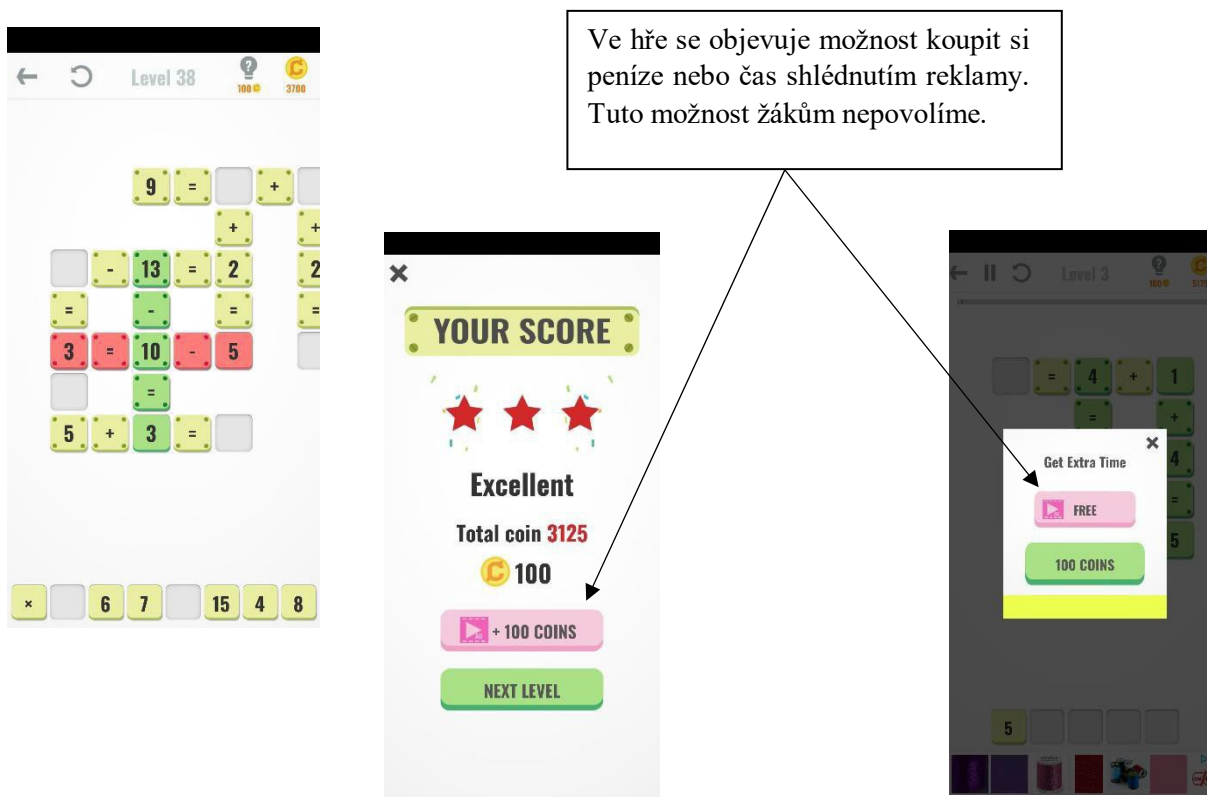 Ve hře se objevuje možnost koupit si
peníze nebo čas shlédnutím reklamy.
Tuto možnost žákům nepovolíme.
Level 38
100
3700
9 = +
+ +
- 13 = 2 2
= - = =
3 = 10 - 5
=
5 + 3 =
× 6 7 15 4 8
YOUR SCORE
Excellent
Total coin 3125
100
+ 100 COINS
NEXT LEVEL
Level 3
100
= 4 + 1
= +
4
=
5
Get Extra Time
FREE
100 COINS
5